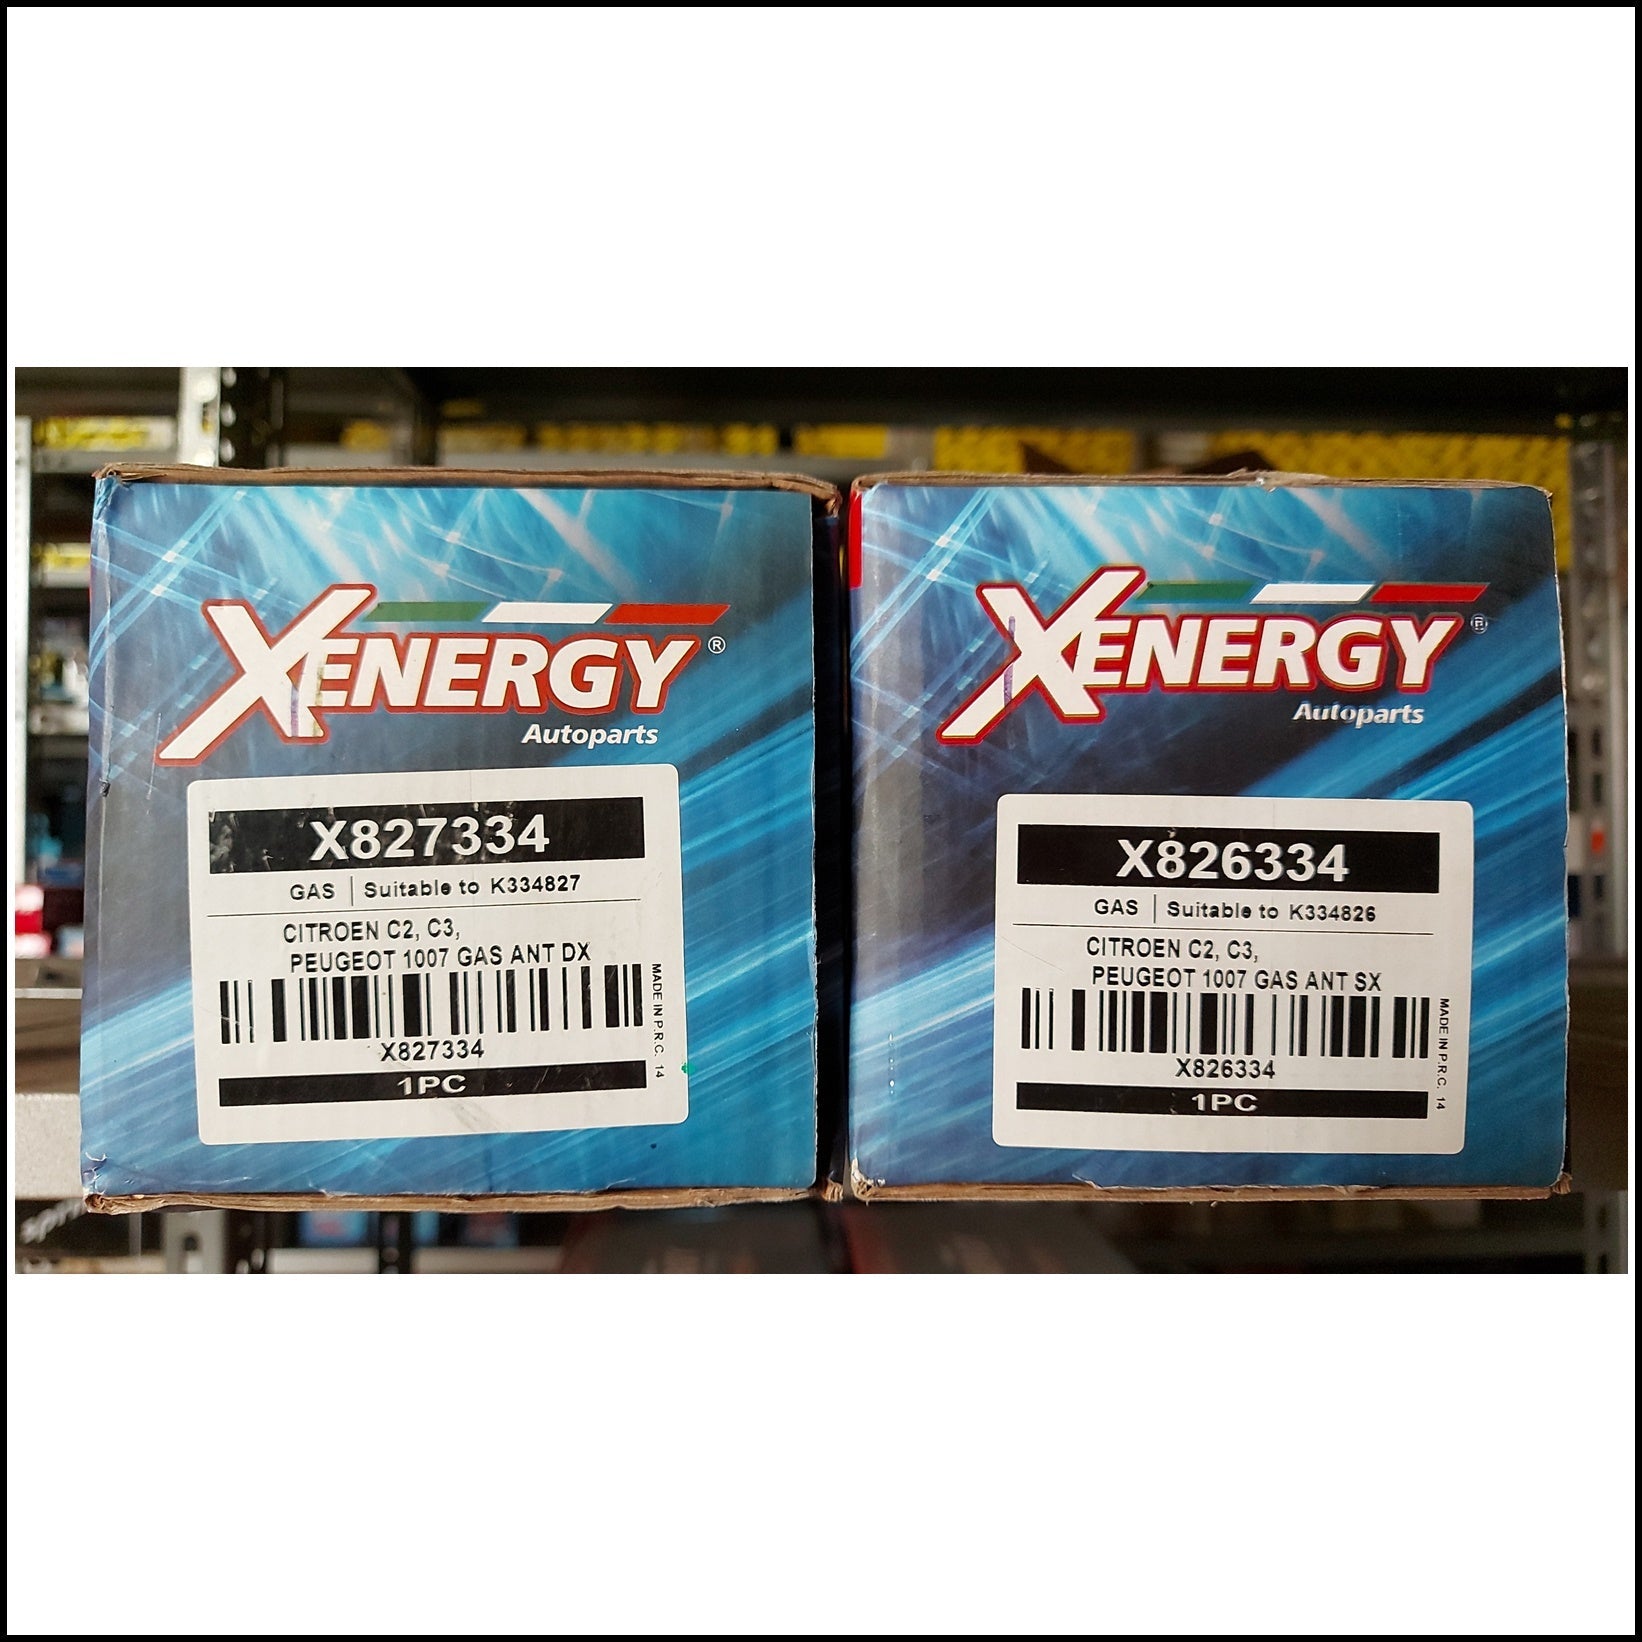 XENERGY®
Autoparts
X827334
GAS | Suitable to K334827
CITROEN C2, C3,
PEUGEOT 1007 GAS ANT DX
X827334
1PC
MADE IN P.R.C. 14
XENERGY®
Autoparts
X826334
GAS | Suitable to K334826
CITROEN C2, C3,
PEUGEOT 1007 GAS ANT SX
X826334
1PC
MADE IN P.R.C. 14